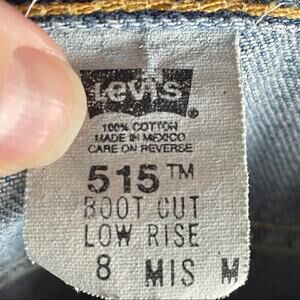 Levi's
100% COTTON
MADE IN MEXICO
CARE ON REVERSE
515™
BOOT CUT
LOW RISE
8 MIS M